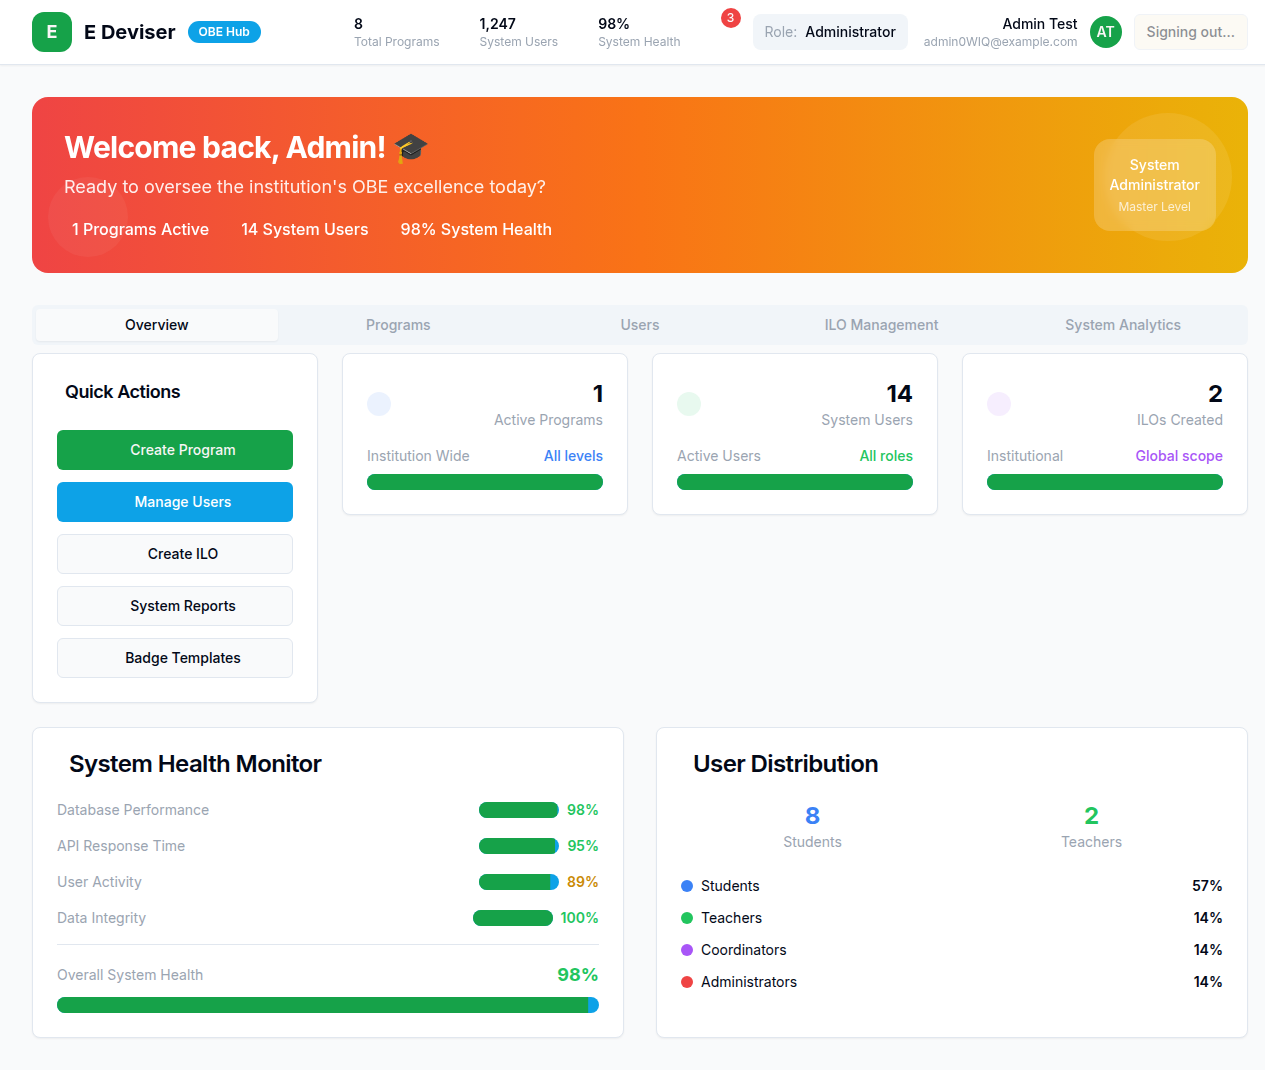 E
E Deviser
OBE Hub
8
Total Programs
1,247
System Users
98%
System Health
3
Role: Administrator
Admin Test
admin0WIQ@example.com
AT
Signing out...
Welcome back, Admin! 🎓
Ready to oversee the institution's OBE excellence today?
1 Programs Active
14 System Users
98% System Health
System
Administrator
Master Level
Overview
Programs
Users
ILO Management
System Analytics
Quick Actions
Create Program
Manage Users
Create ILO
System Reports
Badge Templates
1
Active Programs
Institution Wide
All levels
14
System Users
Active Users
All roles
2
ILOs Created
Institutional
Global scope
System Health Monitor
Database Performance
98%
API Response Time
95%
User Activity
89%
Data Integrity
100%
Overall System Health
98%
User Distribution
8
Students
2
Teachers
Students
57%
Teachers
14%
Coordinators
14%
Administrators
14%